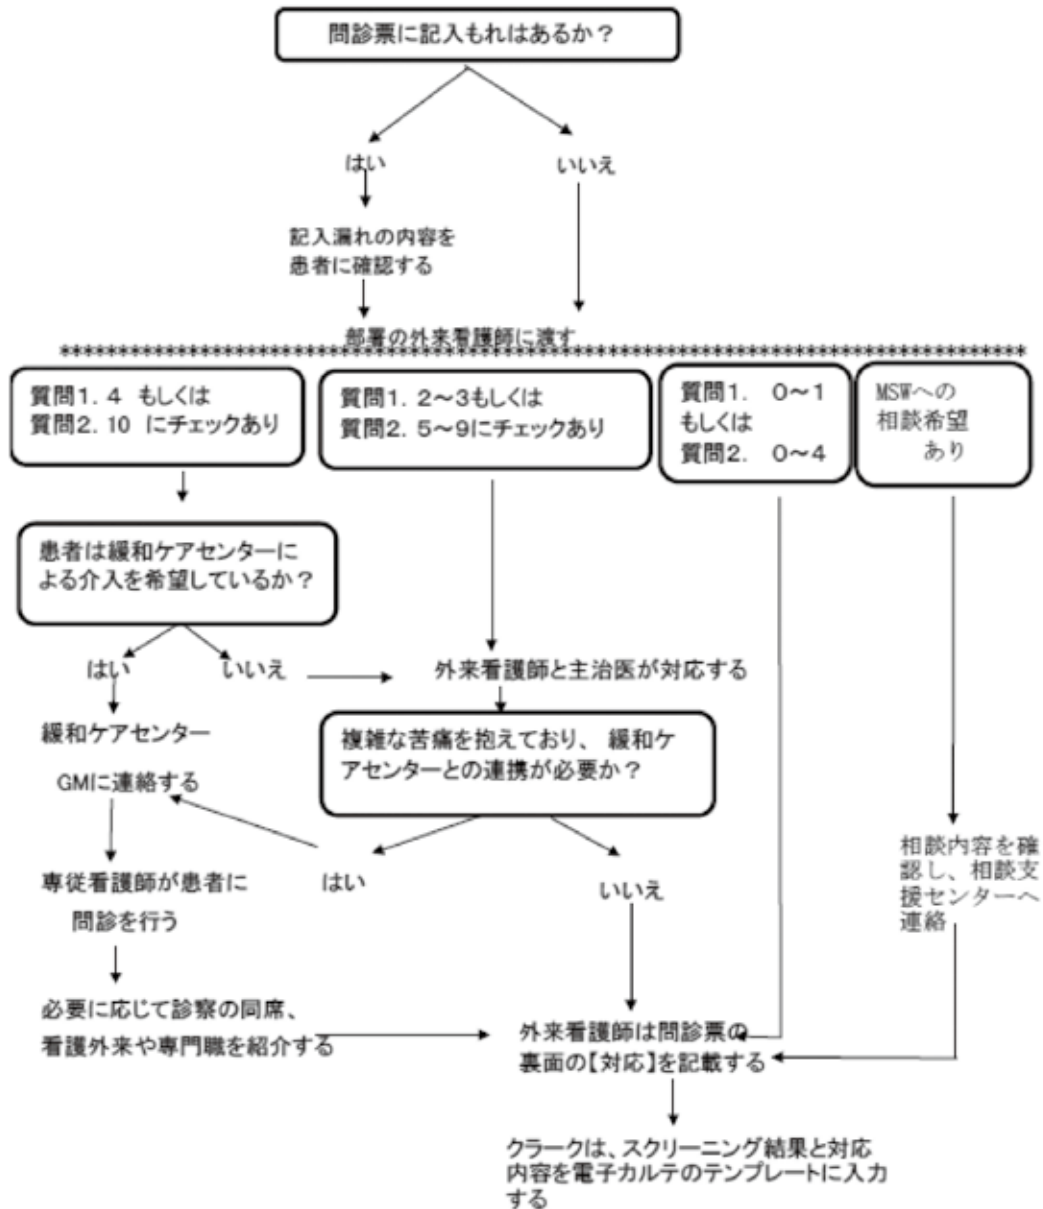 問診票に記入もれはあるか？
はい
いいえ
記入漏れの内容を
患者に確認する
部署の外来看護師に渡す
**********************************************************************************
質問1．4　もしくは
質問2．10　にチェックあり
質問1．2～3もしくは
質問2．5～9にチェックあり
質問1．　0～1
もしくは
質問2．　0～4
MSWへの
相談希望
あり
患者は緩和ケアセンターに
よる介入を希望しているか？
はい
いいえ
外来看護師と主治医が対応する
緩和ケアセンター
GMに連絡する
複雑な苦痛を抱えており、 緩和ケ
アセンターとの連携が必要か？
はい
いいえ
専従看護師が患者に
問診を行う
相談内容を確
認し、相談支
援センターへ
連絡
必要に応じて診察の同席、
看護外来や専門職を紹介する
外来看護師は問診票の
裏面の【対応】を記載する
クラークは、スクリーニング結果と対応
内容を電子カルテのテンプレートに入力
する